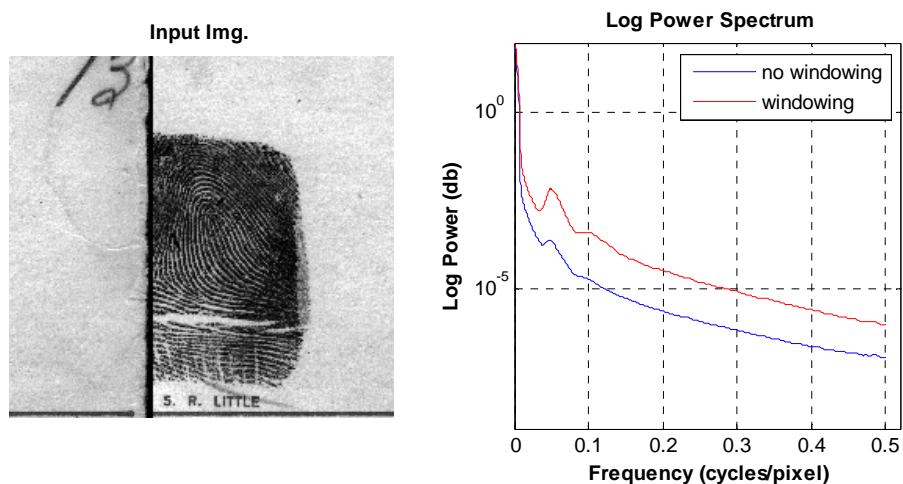 Input Img.
13
5. R. LITTLE
Log Power Spectrum
no windowing
windowing
Log Power (db)
10^0
10^-5
0 0.1 0.2 0.3 0.4 0.5
Frequency (cycles/pixel)